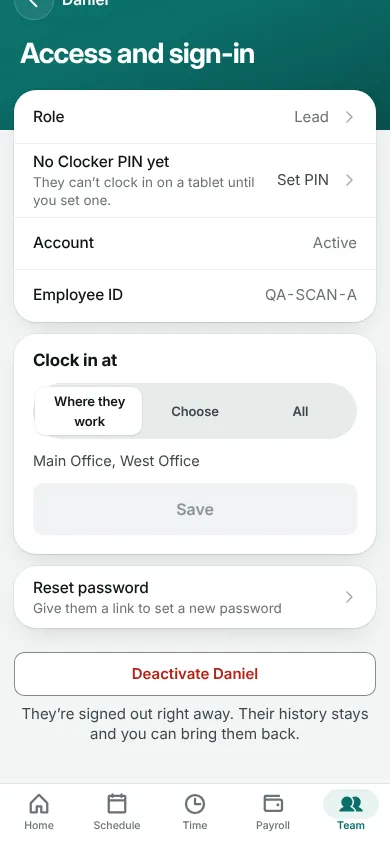 Daniel
Access and sign-in
Role
Lead
No Clocker PIN yet
They can't clock in on a tablet until
you set one.
Set PIN
Account
Active
Employee ID
QA-SCAN-A
Clock in at
Where they
work
Choose
All
Main Office, West Office
Save
Reset password
Give them a link to set a new password
Deactivate Daniel
They're signed out right away. Their history stays
and you can bring them back.
Home
Schedule
Time
Payroll
Team